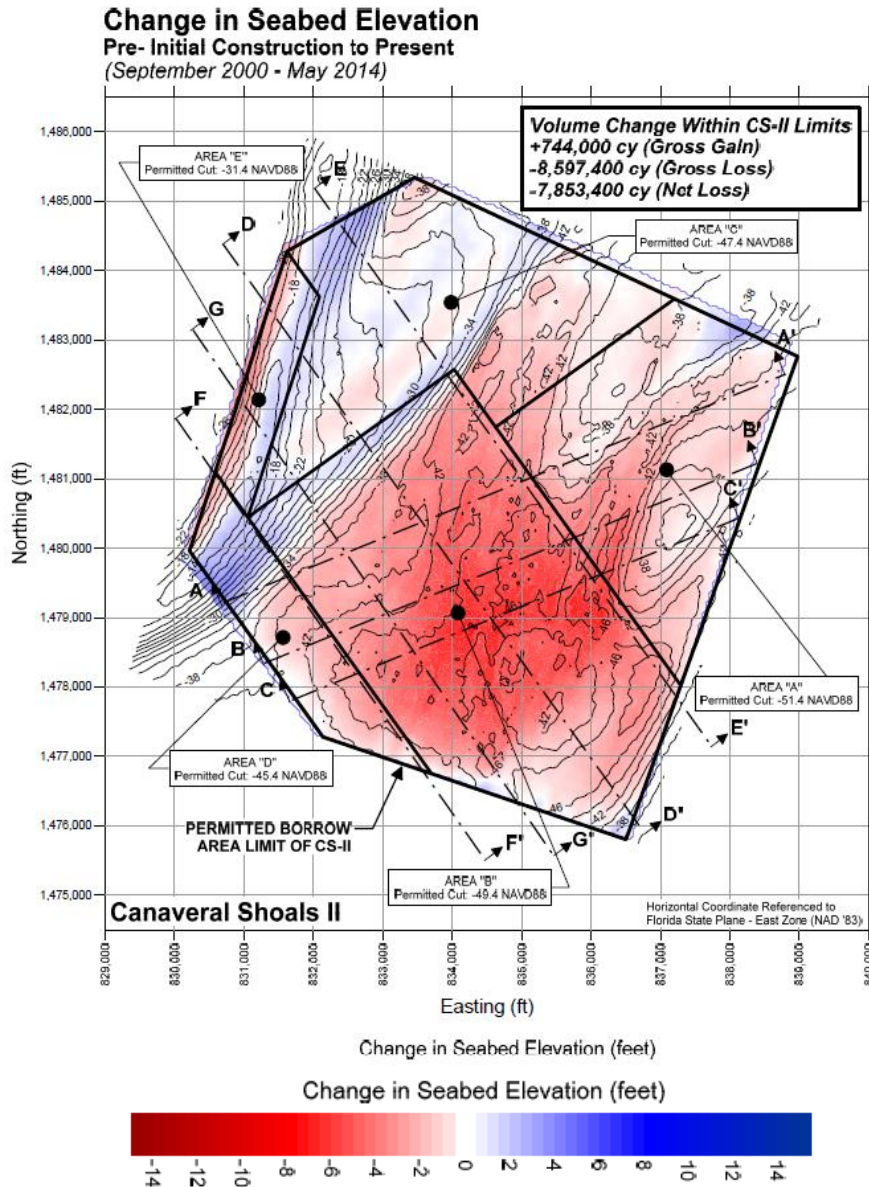 Change in Seabed Elevation
Pre- Initial Construction to Present
(September 2000 - May 2014)
Volume Change Within CS-II Limits
+744,000 cy (Gross Gain)
-8,597,400 cy (Gross Loss)
-7,853,400 cy (Net Loss)
1,486,000
1,485,000
1,484,000
1,483,000
1,482,000
1,481,000
1,480,000
1,479,000
1,478,000
1,477,000
1,476,000
1,475,000
Northing (ft)
AREA "E"
Permitted Cut: -31.4 NAVD88
AREA "C"
Permitted Cut: -47.4 NAVD88
E
D
G
F
A
B
C
A'
B'
C'
E'
D'
G'
F'
AREA "A"
Permitted Cut: -51.4 NAVD88
AREA "D"
Permitted Cut: -45.4 NAVD88
PERMITTED BORROW
AREA LIMIT OF CS-II
AREA "B"
Permitted Cut: -49.4 NAVD88
Canaveral Shoals II
Horizontal Coordinate Referenced to
Florida State Plane - East Zone (NAD '83)
829,000
830,000
831,000
832,000
833,000
834,000
835,000
836,000
837,000
838,000
839,000
Easting (ft)
Change in Seabed Elevation (feet)
Change in Seabed Elevation (feet)
-14
-12
-10
-8
-6
-4
-2
0
2
4
6
8
10
12
14